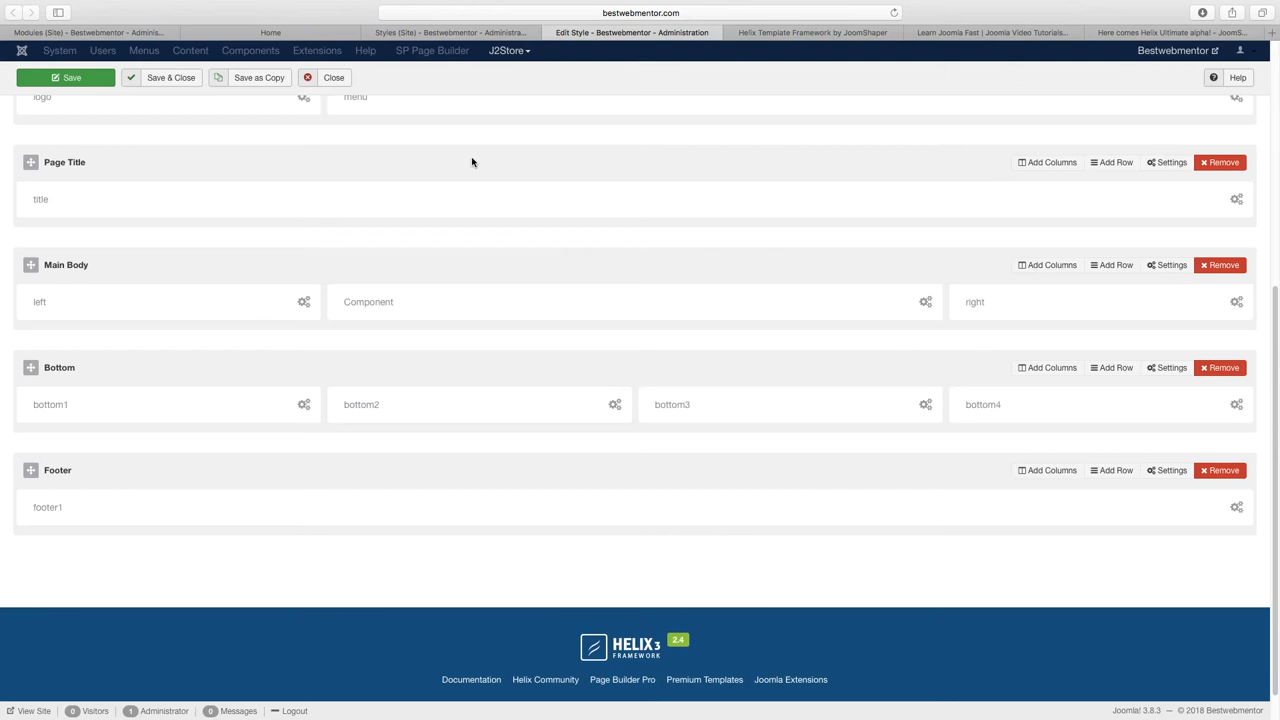 bestwebmentor.com
Modules (Site) - Bestwebmentor - Adminis...
Home
Styles (Site) - Bestwebmentor - Administra...
Edit Style - Bestwebmentor - Administration
Helix Template Framework by JoomShaper
Learn Joomla Fast | Joomla Video Tutorials...
Here comes Helix Ultimate alpha! - JoomS...
System Users Menus Content Components Extensions Help SP Page Builder J2Store Bestwebmentor
Save Save & Close Save as Copy Close Help
logo menu
Page Title Add Columns Add Row Settings Remove
title
Main Body Add Columns Add Row Settings Remove
left Component right
Bottom Add Columns Add Row Settings Remove
bottom1 bottom2 bottom3 bottom4
Footer Add Columns Add Row Settings Remove
footer1
HELIX3 2.4
FRAMEWORK
Documentation Helix Community Page Builder Pro Premium Templates Joomla Extensions
View Site 0 Visitors 1 Administrator 0 Messages Logout Joomla! 3.8.3 — © 2018 Bestwebmentor